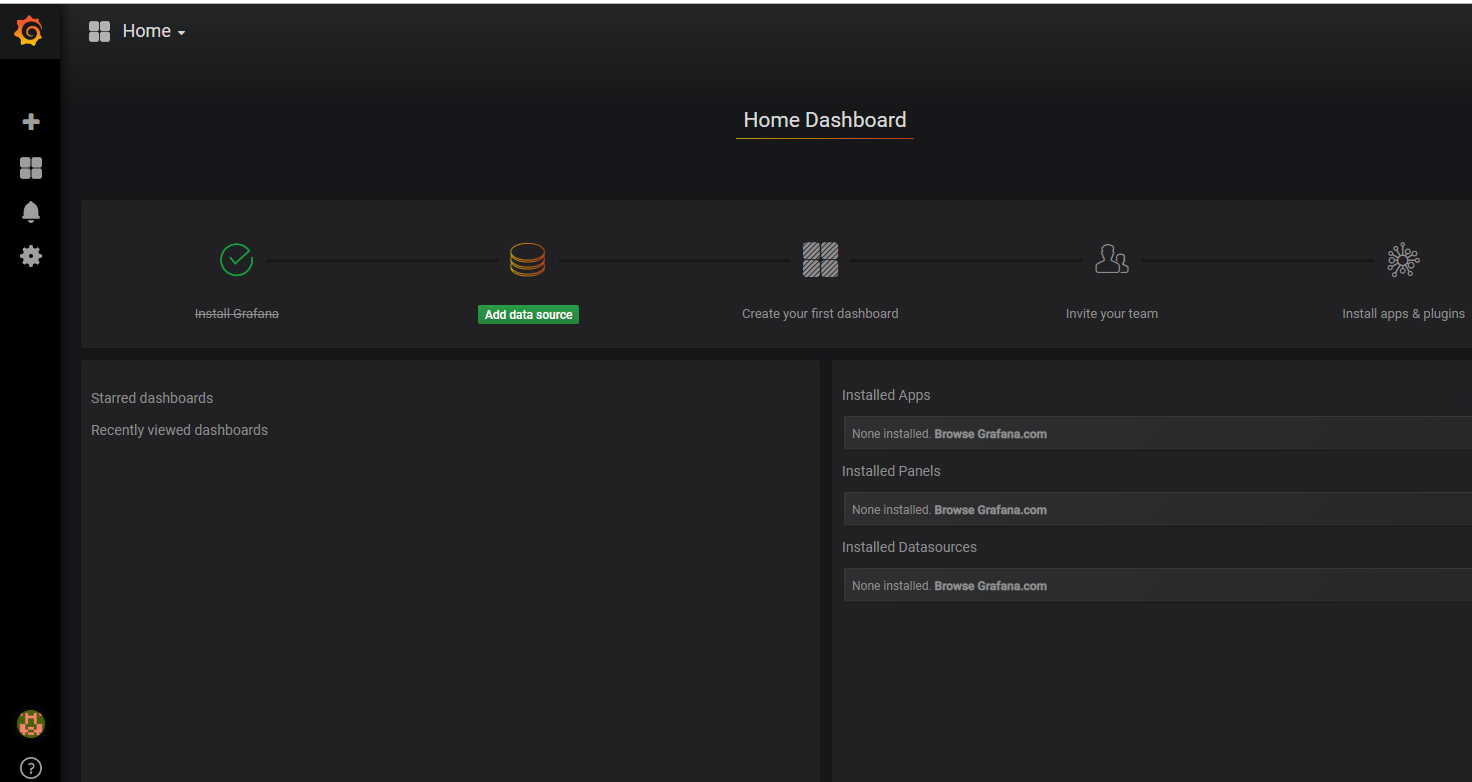 Home
Home Dashboard
Install Grafana
Add data source
Create your first dashboard
Invite your team
Install apps & plugins
Starred dashboards
Recently viewed dashboards
Installed Apps
None installed. Browse Grafana.com
Installed Panels
None installed. Browse Grafana.com
Installed Datasources
None installed. Browse Grafana.com